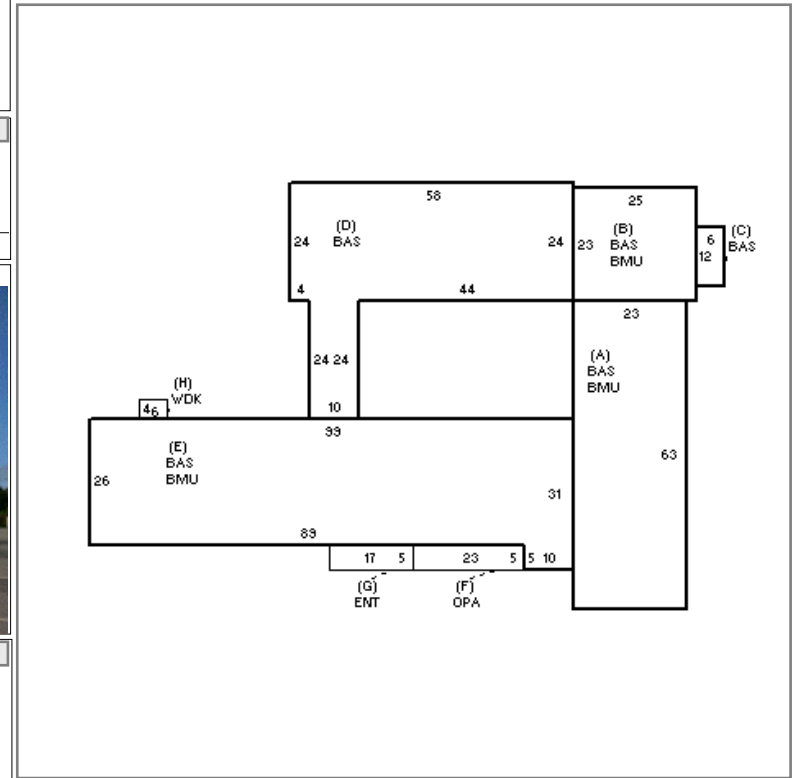 58
25
(D)
BAS
24
24
23
(B)
BAS
BMU
6
12
(C)
BAS
4
44
23
24 24
(A)
BAS
BMU
(H)
WDK
46
10
99
(E)
BAS
BMU
63
26
31
89
17 5
23 5
5 10
(G)
ENT
(F)
OPA